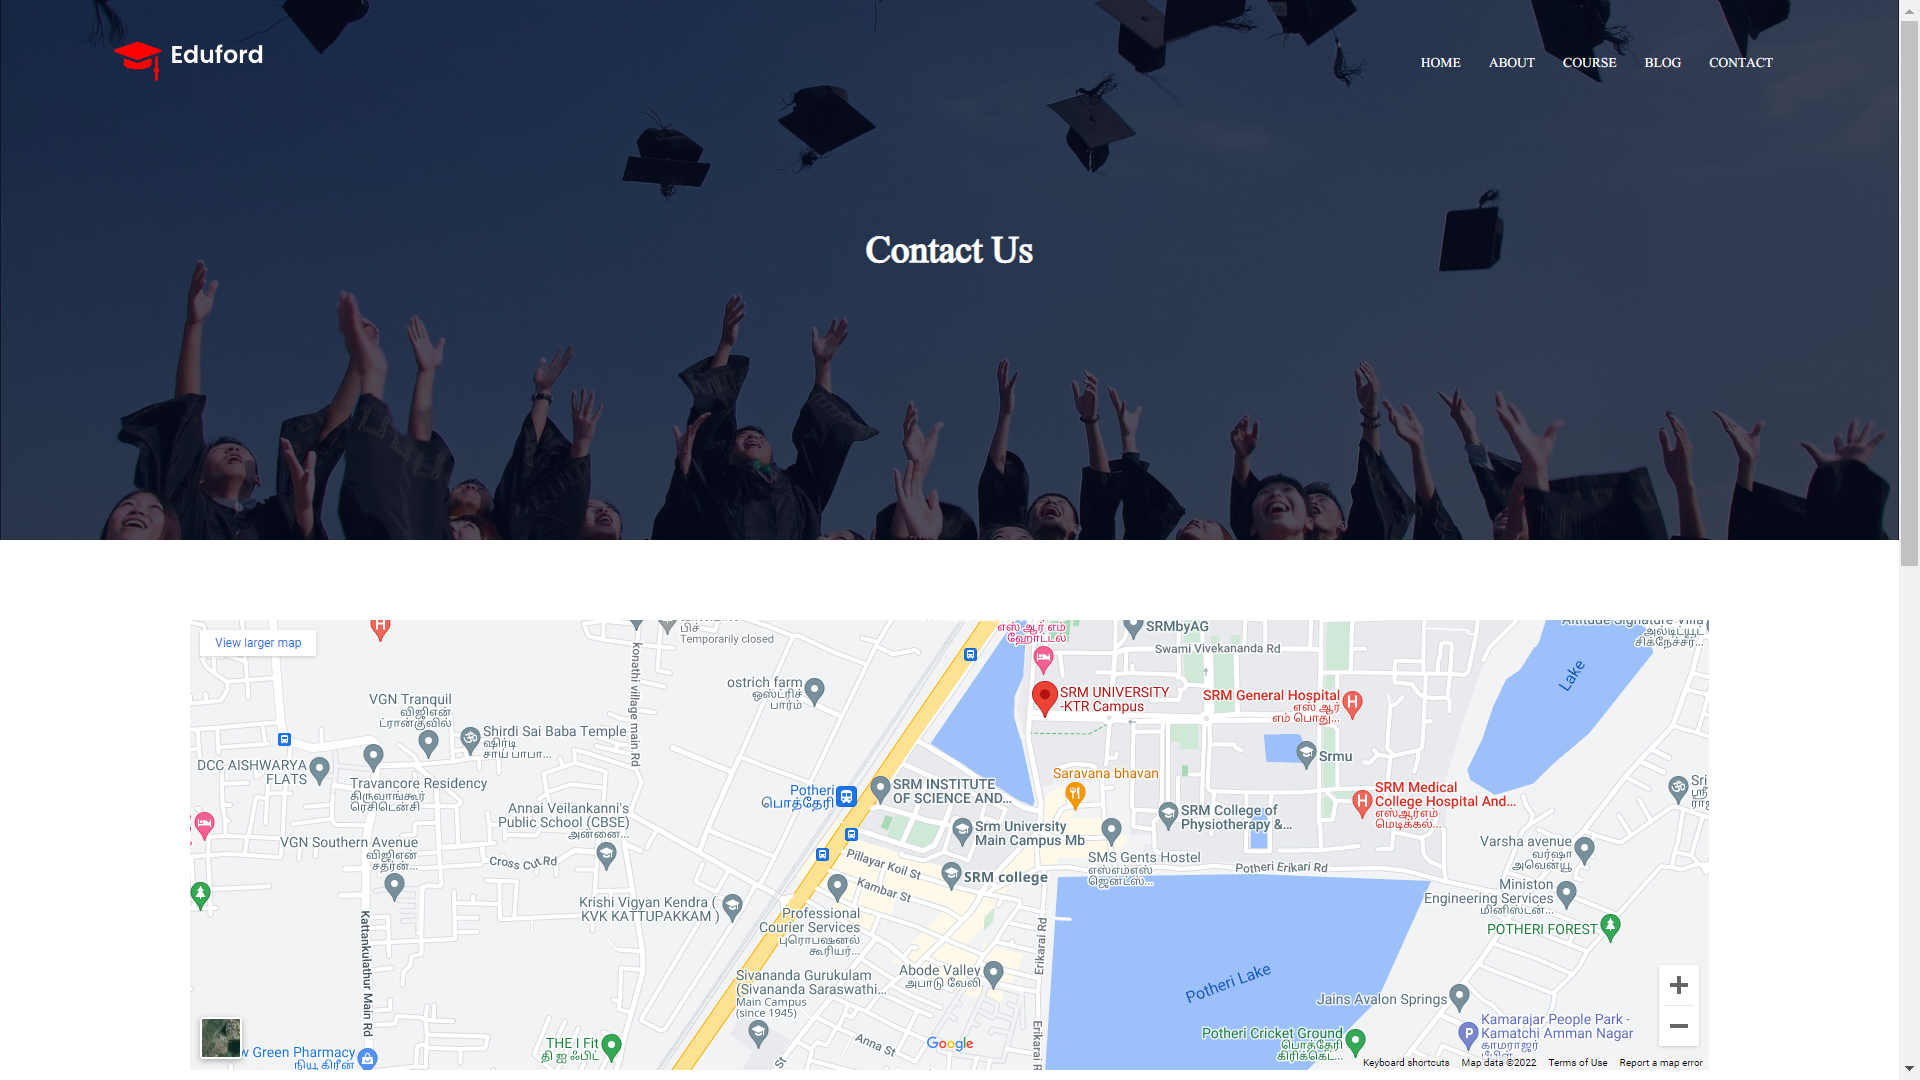 Eduford
HOME
ABOUT
COURSE
BLOG
CONTACT
Contact Us
View larger map
பிச்
Temporarily closed
எஸ் ஆர் எம்
ஹோட்டல்
SRMbyAG
Swami Vivekananda Rd
Altitude Signature Villa
அல்டிட்யூட்
சிக்நேச்சர்...
Lake
konathi village main Rd
ostrich farm
ஒஸ்ட்ரிச்
பார்ம்
SRM UNIVERSITY
-KTR Campus
SRM General Hospital
எஸ் ஆர்
எம் பொது...
VGN Tranquil
விஜிஎன்
ட்ரான்குவில்
Shirdi Sai Baba Temple
ஷிர்டி
சாய் பாபா...
DCC AISHWARYA
FLATS
Travancore Residency
திருவாங்கூர்
ரெசிடென்சி
Srmu
Saravana bhavan
Potheri
பொத்தேரி
SRM INSTITUTE
OF SCIENCE AND...
SRM Medical
College Hospital And...
எஸ்ஆர்எம்
மெடிக்கல்...
Sri
ஸ்ரீ
Annai Veilankanni's
Public School (CBSE)
அன்னை...
Srm University
Main Campus Mb
SRM College of
Physiotherapy &...
VGN Southern Avenue
விஜிஎன்
சதர்ன்...
Cross Cut Rd
Pillayar Koil St
Kambar St
SRM college
SMS Gents Hostel
எஸ்எம்எஸ்
ஜென்ட்ஸ்...
Potheri Erikari Rd
Varsha avenue
வர்ஷா
அவென்யூ
Ministon
Engineering Services
மினிஸ்டன்...
Krishi Vigyan Kendra (
KVK KATTUPAKKAM )
Professional
Courier Services
புரொபஷனல்
கூரியர்...
POTHERI FOREST
Kattankulathur Main Rd
Erikarai Rd
Sivananda Gurukulam
(Sivananda Saraswathi...
Main Campus
(since 1945)
Abode Valley
அபாடு வேலி
Potheri Lake
Jains Avalon Springs
Erikarai R
Anna St
St
THE I Fit
தி ஐ ஃபிட்
w Green Pharmacy
நியூ கிரீன்
Google
Potheri Cricket Ground
பொத்தேரி
கிரிக்கெட்...
Kamarajar People Park -
Kamatchi Amman Nagar
காமராஜர்
பீபிள்
Keyboard shortcuts
Map data ©2022
Terms of Use
Report a map error